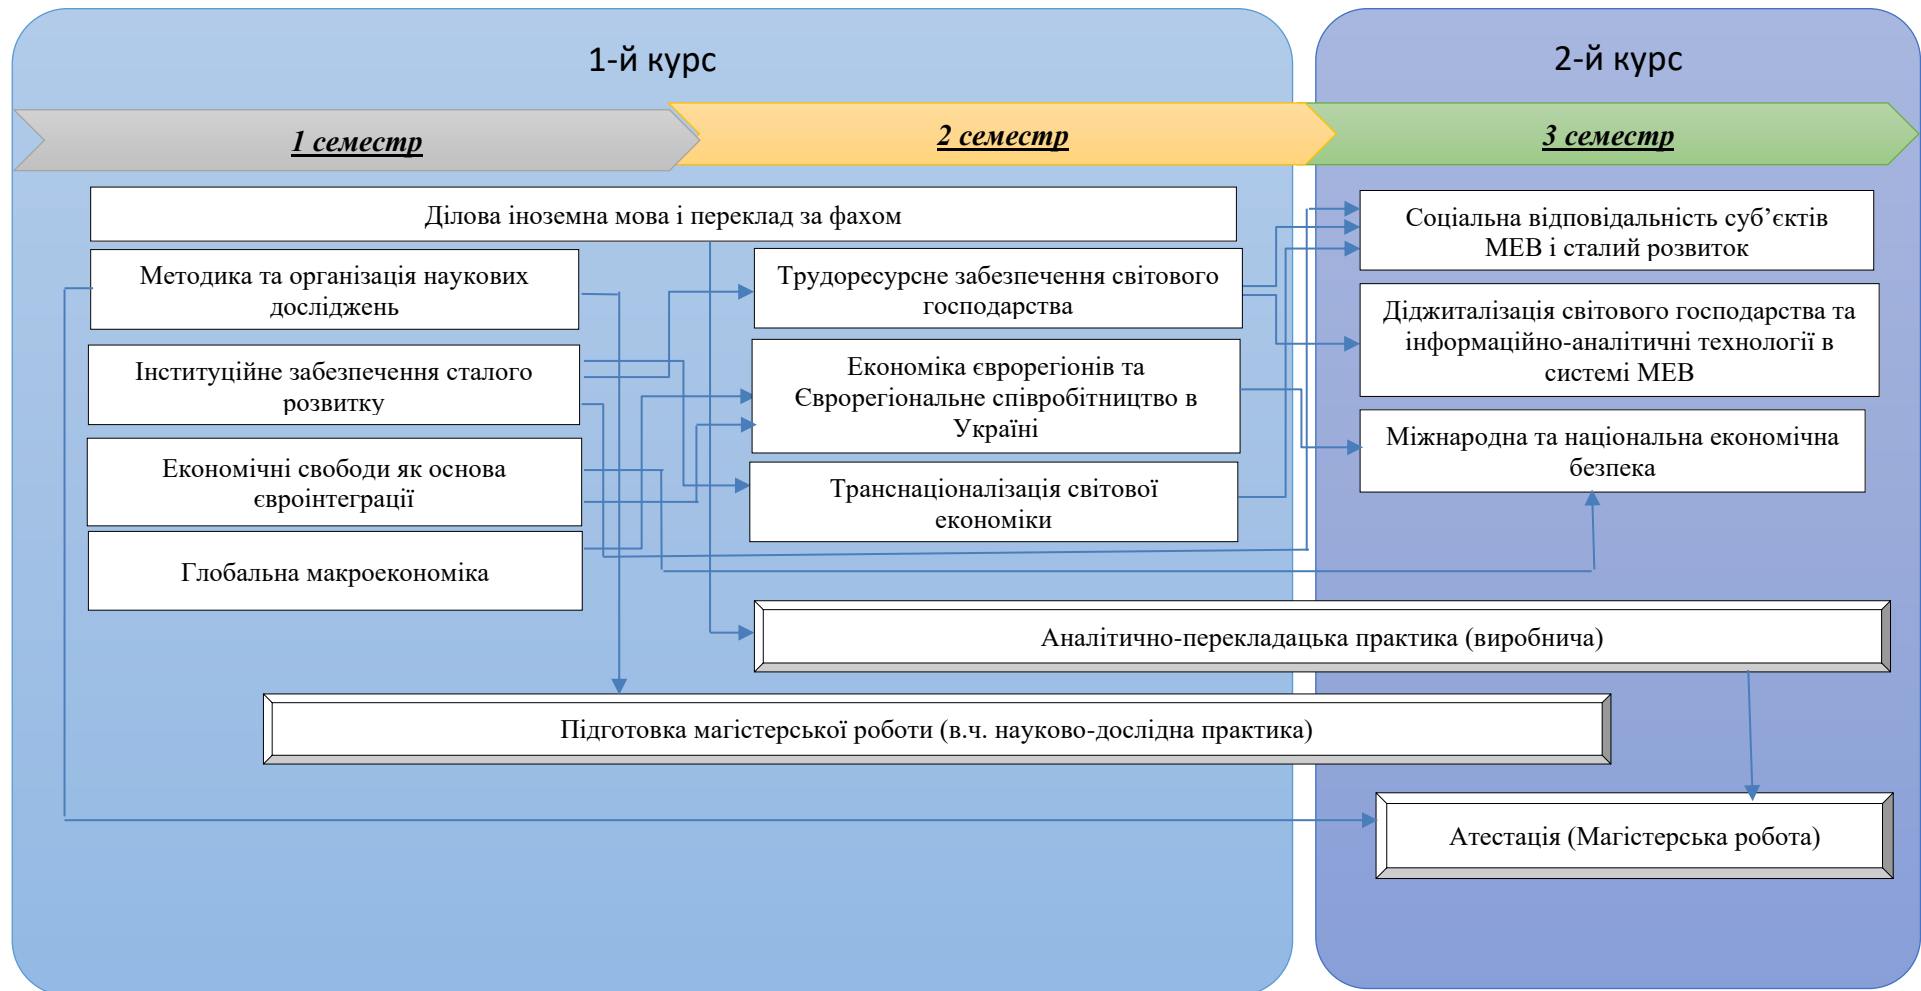 1-й курс
2-й курс
1 семестр
2 семестр
3 семестр
Ділова іноземна мова і переклад за фахом
Методика та організація наукових
досліджень
Інституційне забезпечення сталого
розвитку
Економічні свободи як основа
євроінтеграції
Глобальна макроекономіка
Трудоресурсне забезпечення світового
господарства
Економіка єврорегіонів та
Єврорегіональне співробітництво в
Україні
Транснаціоналізація світової
економіки
Соціальна відповідальність суб’єктів
МЕВ і сталий розвиток
Діджиталізація світового господарства та
інформаційно-аналітичні технології в
системі МЕВ
Міжнародна та національна економічна
безпека
Аналітично-перекладацька практика (виробнича)
Підготовка магістерської роботи (в.ч. науково-дослідна практика)
Атестація (Магістерська робота)